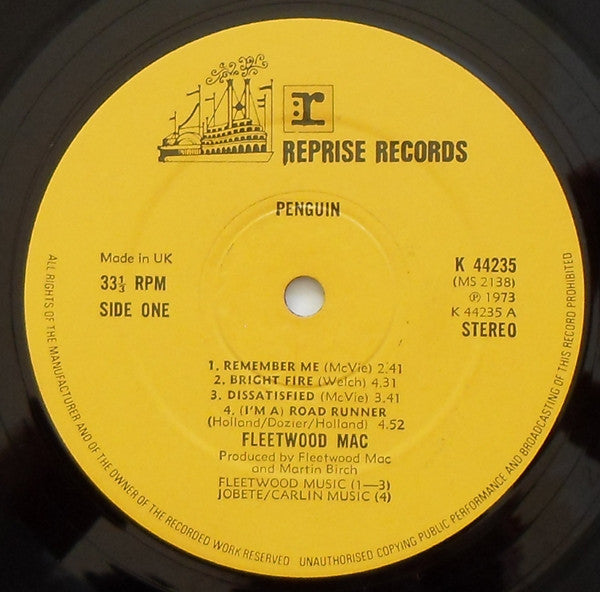 r
REPRISE RECORDS
PENGUIN
Made in UK
33⅓ RPM
SIDE ONE
K 44235
(MS 2138)
℗ 1973
K 44235 A
STEREO
1. REMEMBER ME (McVie) 2.41
2. BRIGHT FIRE (Welch) 4.31
3. DISSATISFIED (McVie) 3.41
4. (I'M A) ROAD RUNNER
(Holland/Dozier/Holland) 4.52
FLEETWOOD MAC
Produced by Fleetwood Mac
and Martin Birch
FLEETWOOD MUSIC (1—3)
JOBETE/CARLIN MUSIC (4)
ALL RIGHTS OF THE MANUFACTURER AND OF THE OWNER OF THE RECORDED WORK RESERVED UNAUTHORISED COPYING PUBLIC PERFORMANCE AND BROADCASTING OF THIS RECORD PROHIBITED